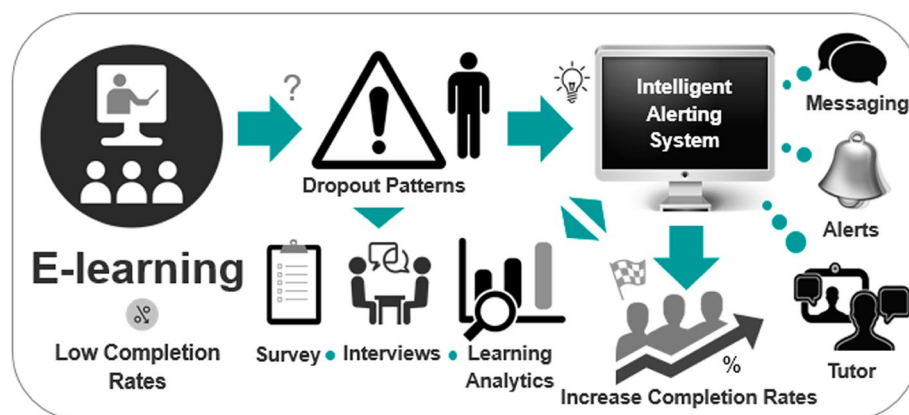 E-learning
%
Low Completion
Rates
?
!
Dropout Patterns
Survey • Interviews • Learning
Analytics
Intelligent
Alerting
System
Messaging
Alerts
Tutor
%
Increase Completion Rates